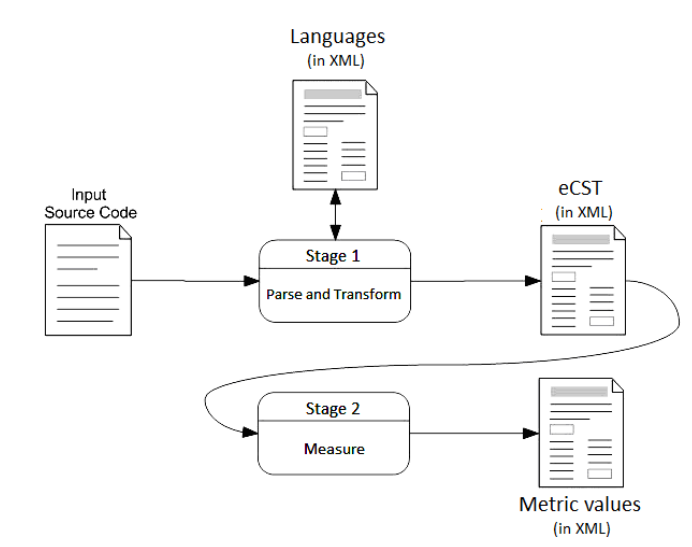 Languages
(in XML)
Input
Source Code
eCST
(in XML)
Stage 1
Parse and Transform
Stage 2
Measure
Metric values
(in XML)